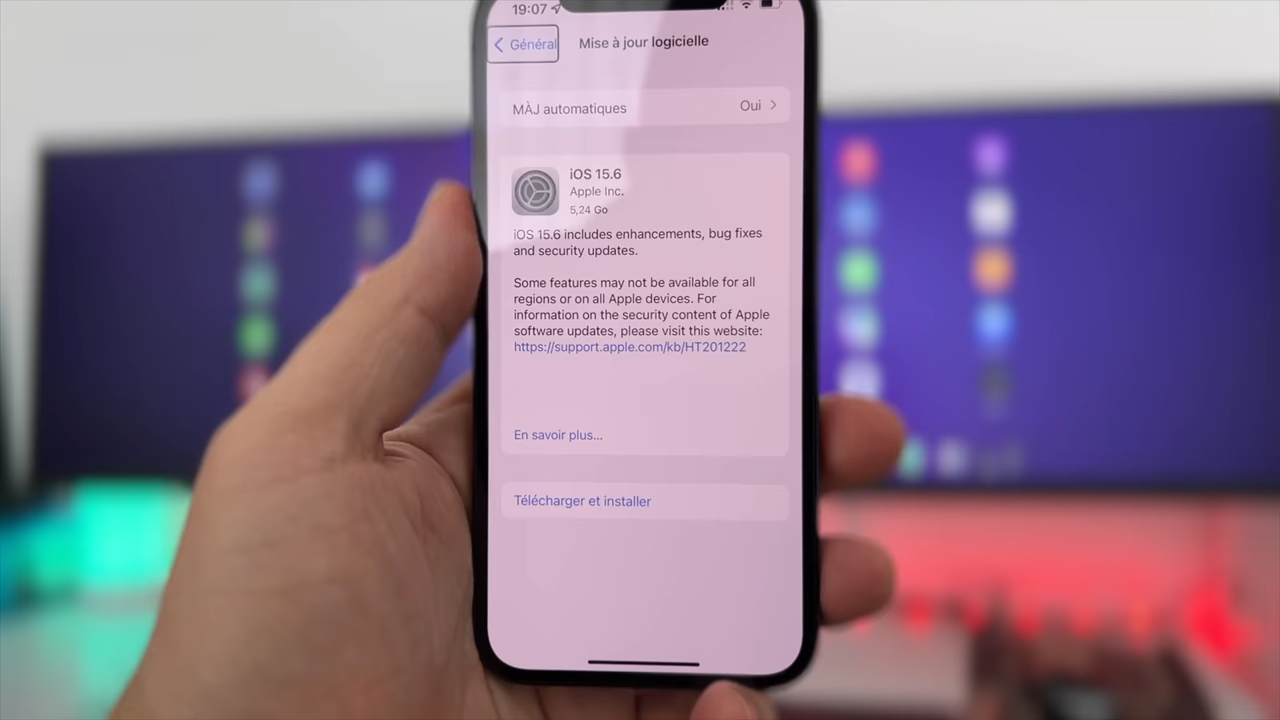 19:07
Général
Mise à jour logicielle
MÀJ automatiques
Oui
iOS 15.6
Apple Inc.
5,24 Go
iOS 15.6 includes enhancements, bug fixes
and security updates.
Some features may not be available for all
regions or on all Apple devices. For
information on the security content of Apple
software updates, please visit this website:
https://support.apple.com/kb/HT201222
En savoir plus...
Télécharger et installer